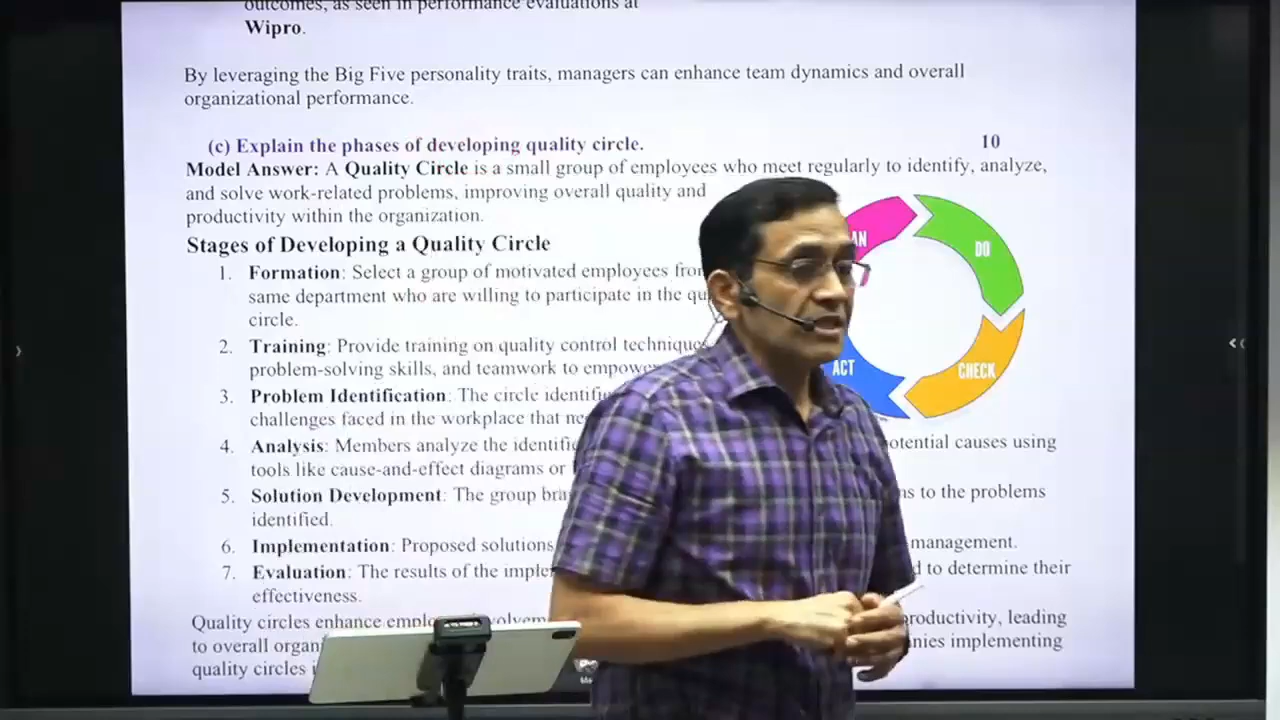 outcomes, as seen in performance evaluations at
Wipro.
By leveraging the Big Five personality traits, managers can enhance team dynamics and overall
organizational performance.
(c) Explain the phases of developing quality circle. 10
Model Answer: A Quality Circle is a small group of employees who meet regularly to identify, analyze,
and solve work-related problems, improving overall quality and
productivity within the organization.
Stages of Developing a Quality Circle
1. Formation: Select a group of motivated employees
same department who are willing to participate in the
circle.
2. Training: Provide training on quality control
problem-solving skills, and teamwork to
3. Problem Identification: The circle
challenges faced in the workplace that
4. Analysis: Members analyze the potential causes using
tools like cause-and-effect diagrams or
5. Solution Development: The group to the problems
identified.
6. Implementation: Proposed solutions management.
7. Evaluation: The results of the to determine their
effectiveness.
Quality circles enhance productivity, leading
to overall implementing
quality circles
DO
CHECK
ACT